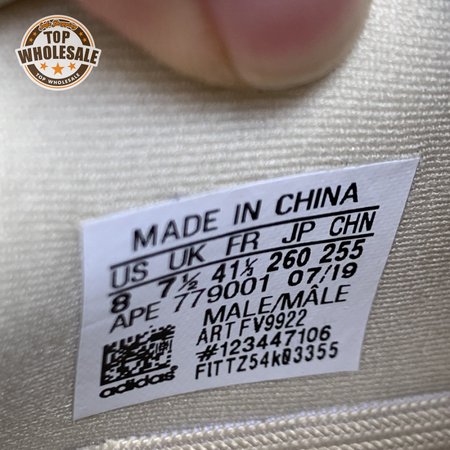 TOP
WHOLESALE
TOP WHOLESALE
MADE IN CHINA
US UK FR JP CHN
8 7½ 41⅓ 260 255
APE 779001 07/19
MALE/MÂLE
ART FV9922
#123447106
FITTZ54k03355
adidas